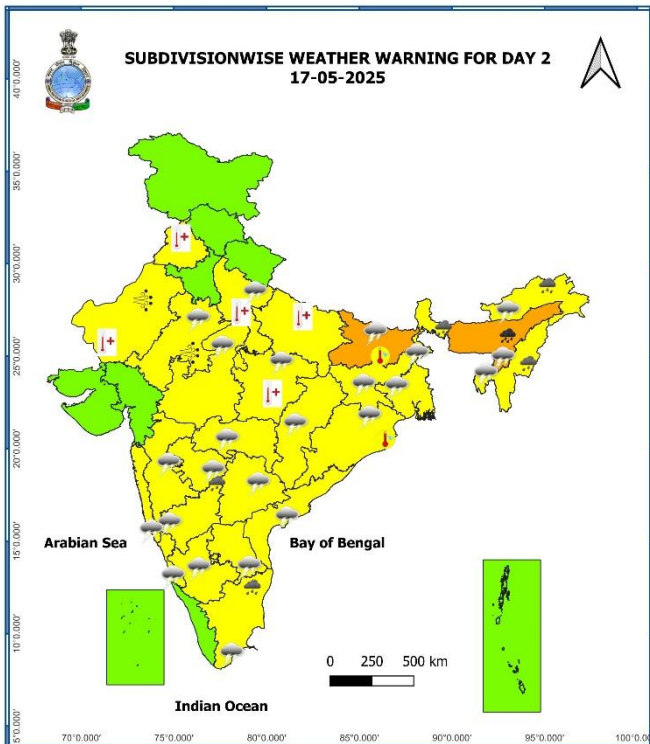 SUBDIVISIONWISE WEATHER WARNING FOR DAY 2
17-05-2025
40°0.000'
35°0.000'
30°0.000'
25°0.000'
20°0.000'
15°0.000'
10°0.000'
5°0.000'
Arabian Sea
Bay of Bengal
0 250 500 km
Indian Ocean
70°0.000' 75°0.000' 80°0.000' 85°0.000' 90°0.000' 95°0.000' 100°0.0